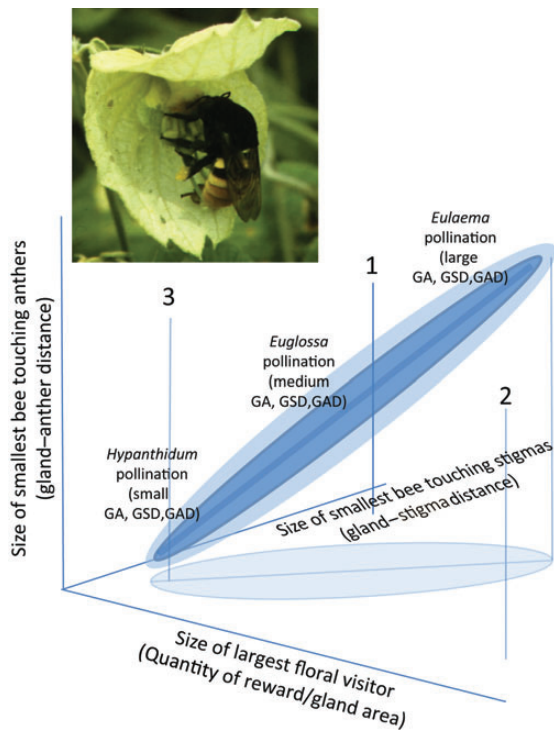 Eulaema
pollination
(large
GA, GSD,GAD)
1
3
Euglossa
pollination
(medium
GA, GSD,GAD)
2
Hypanthidum
pollination
(small
GA, GSD,GAD)
Size of smallest bee touching anthers
(gland–anther distance)
Size of smallest bee touching stigmas
(gland–stigma distance)
Size of largest floral visitor
(Quantity of reward/gland area)